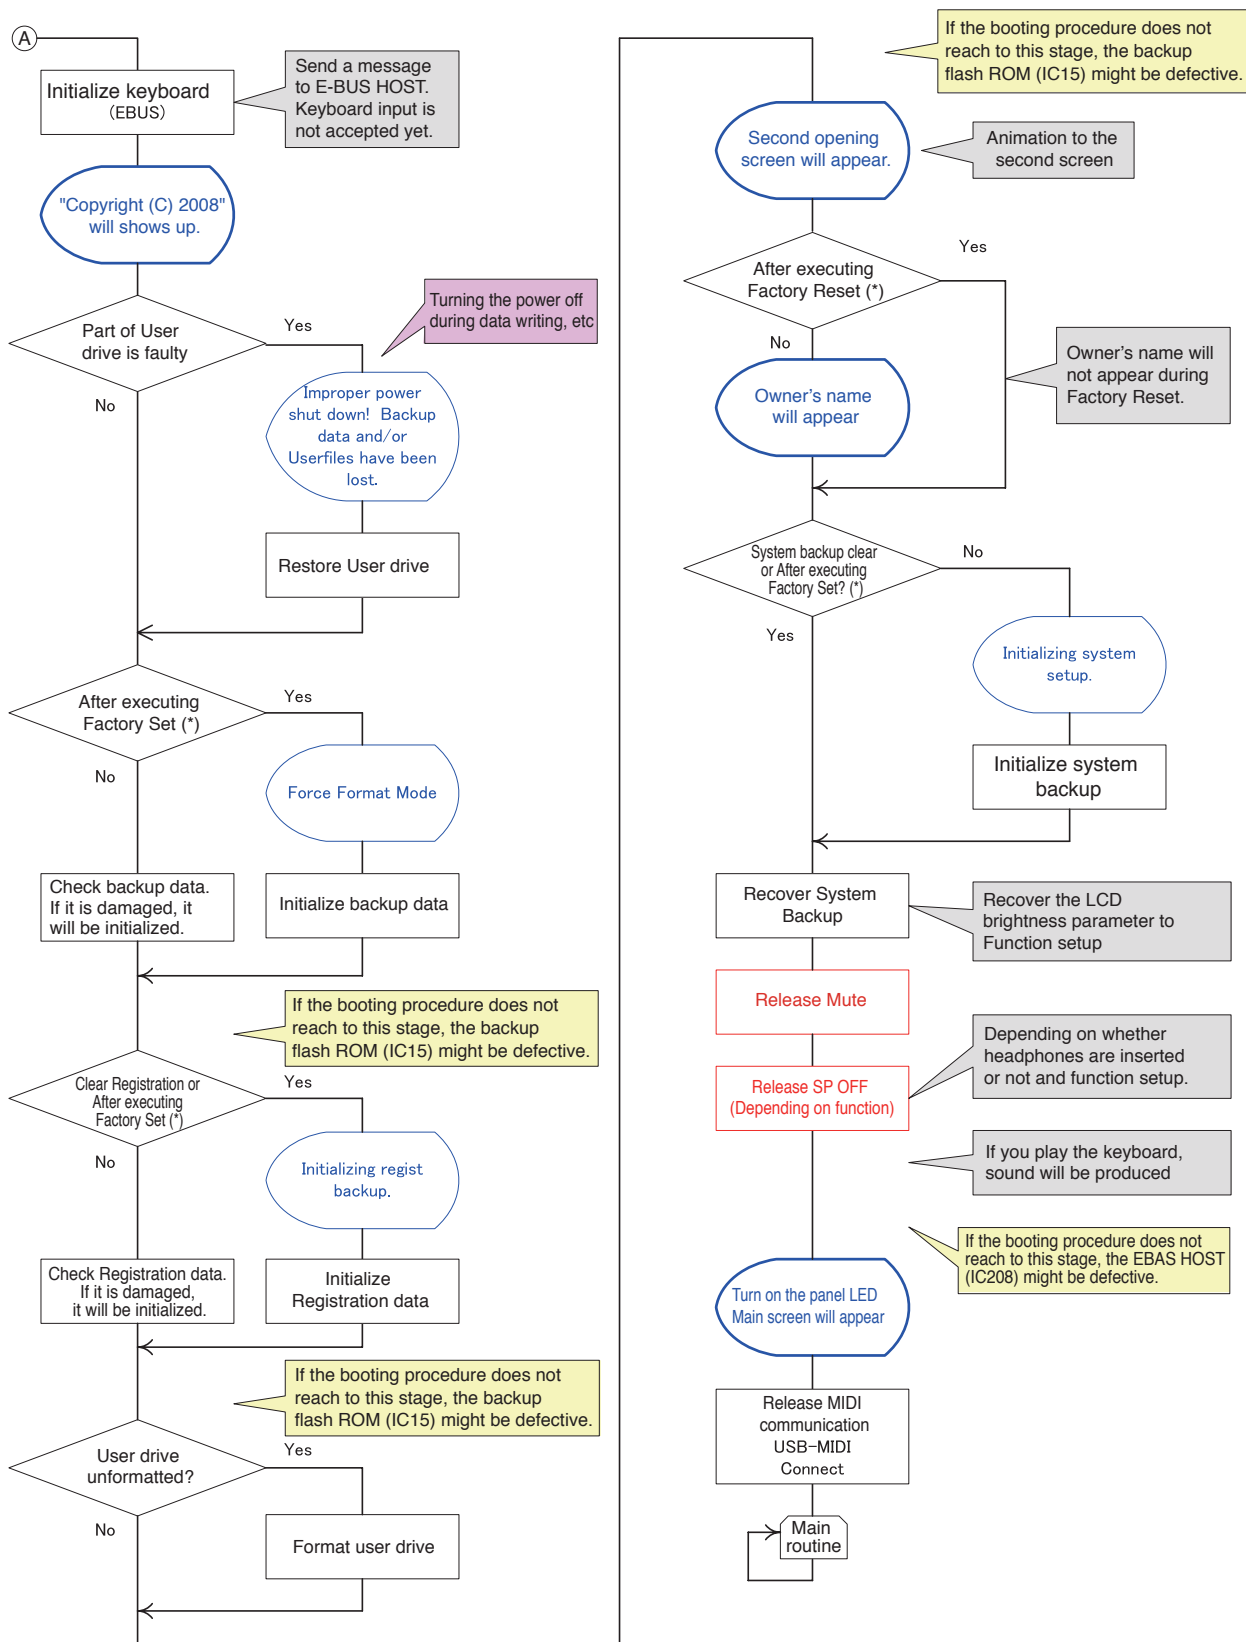 A
Initialize keyboard
(EBUS)
Send a message
to E-BUS HOST.
Keyboard input is
not accepted yet.
"Copyright (C) 2008"
will shows up.
Part of User
drive is faulty
Yes
No
Turning the power off
during data writing, etc
Improper power
shut down! Backup
data and/or
Userfiles have been
lost.
Restore User drive
After executing
Factory Set (*)
Yes
No
Force Format Mode
Check backup data.
If it is damaged, it
will be initialized.
Initialize backup data
If the booting procedure does not
reach to this stage, the backup
flash ROM (IC15) might be defective.
Clear Registration or
After executing
Factory Set (*)
Yes
No
Initializing regist
backup.
Check Registration data.
If it is damaged,
it will be initialized.
Initialize
Registration data
If the booting procedure does not
reach to this stage, the backup
flash ROM (IC15) might be defective.
User drive
unformatted?
Yes
No
Format user drive
If the booting procedure does not
reach to this stage, the backup
flash ROM (IC15) might be defective.
Second opening
screen will appear.
Animation to the
second screen
After executing
Factory Reset (*)
Yes
No
Owner's name will
not appear during
Factory Reset.
Owner's name
will appear
System backup clear
or After executing
Factory Set? (*)
No
Yes
Initializing system
setup.
Initialize system
backup
Recover System
Backup
Recover the LCD
brightness parameter to
Function setup
Release Mute
Depending on whether
headphones are inserted
or not and function setup.
Release SP OFF
(Depending on function)
If you play the keyboard,
sound will be produced
If the booting procedure does not
reach to this stage, the EBAS HOST
(IC208) might be defective.
Turn on the panel LED
Main screen will appear
Release MIDI
communication
USB-MIDI
Connect
Main
routine